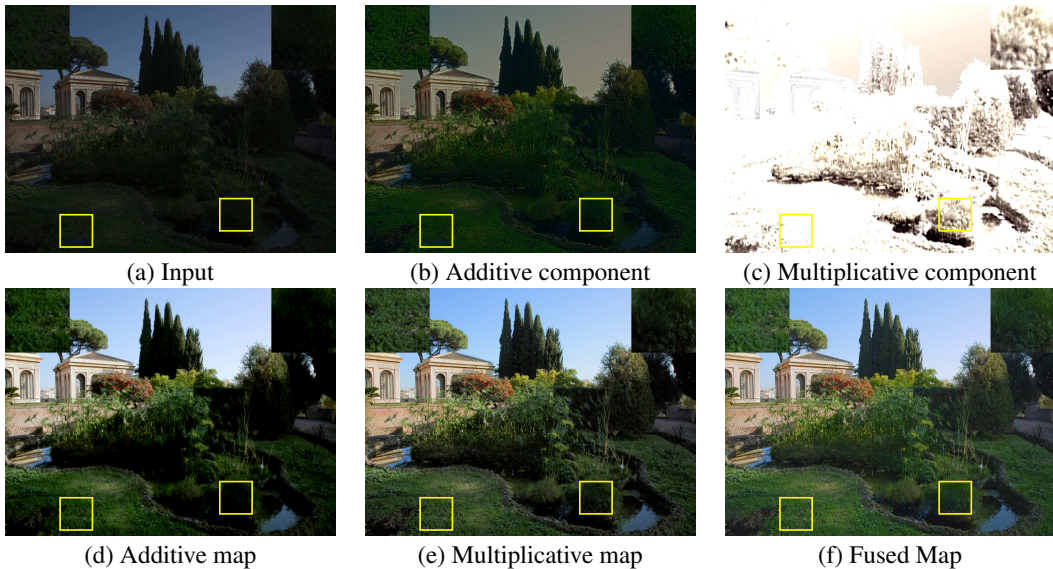 (a) Input
(b) Additive component
(c) Multiplicative component
(d) Additive map
(e) Multiplicative map
(f) Fused Map